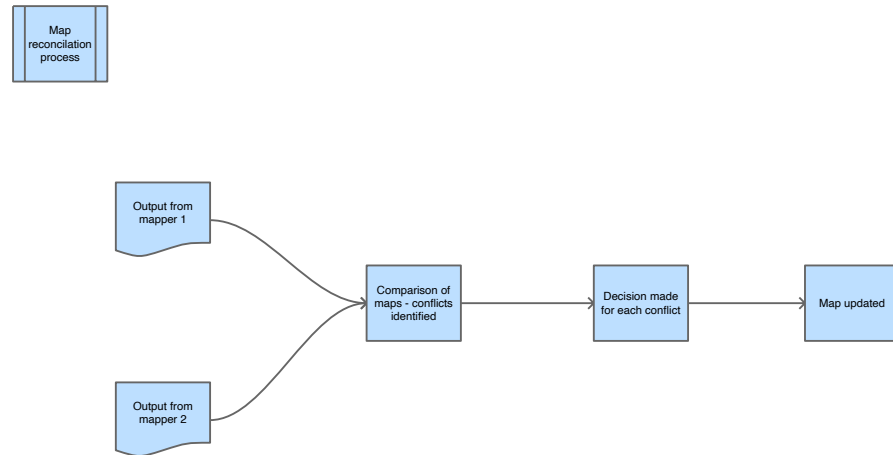 Map
reconcilation
process
Output from
mapper 1
Comparison of
maps - conflicts
identified
Decision made
for each conflict
Map updated
Output from
mapper 2